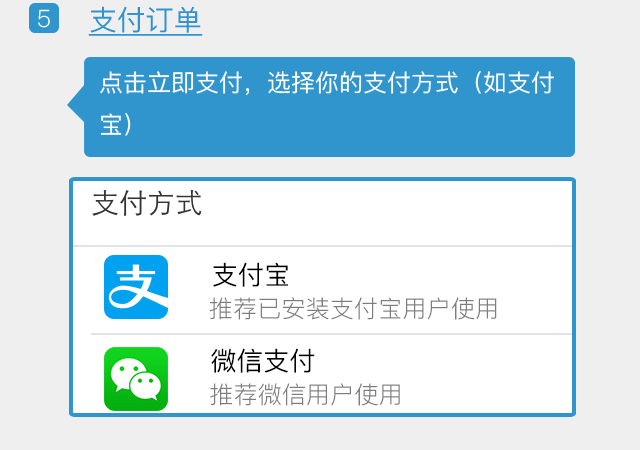 5 支付订单
点击立即支付，选择你的支付方式（如支付
宝）
支付方式
支
支付宝
推荐已安装支付宝用户使用
微信支付
推荐微信用户使用